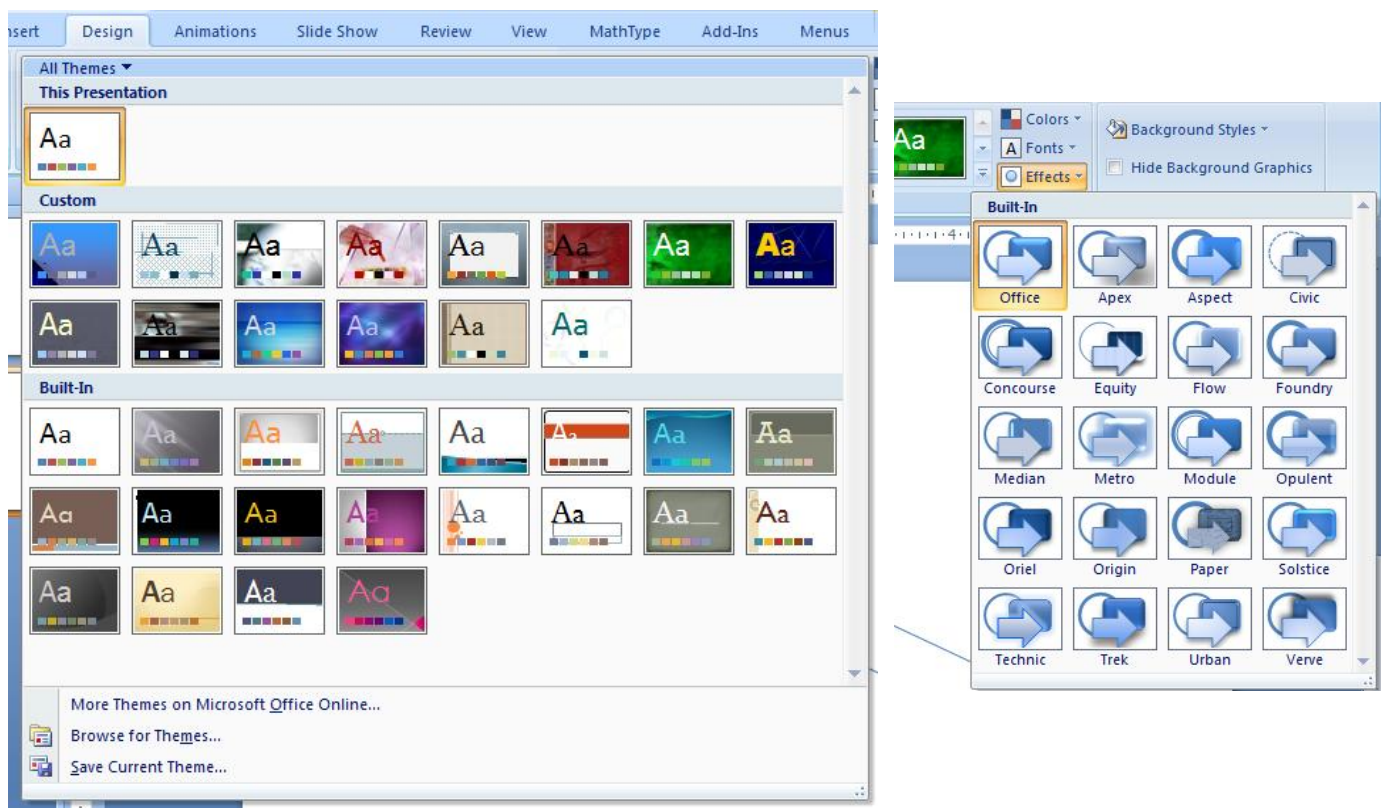 Design Animations Slide Show Review View MathType Add-Ins Menus
All Themes
This Presentation
Aa
Custom
Aa Aa Aa Aa Aa Aa Aa Aa
Aa Aa Aa Aa Aa Aa
Built-In
Aa Aa Aa Aa Aa Aa Aa Aa
Aa Aa Aa Aa Aa Aa Aa Aa
Aa Aa Aa Aa
More Themes on Microsoft Office Online...
Browse for Themes...
Save Current Theme...
Aa
Colors
Fonts
Effects
Background Styles
Hide Background Graphics
Built-In
4
Office Apex Aspect Civic
Concourse Equity Flow Foundry
Median Metro Module Opulent
Oriel Origin Paper Solstice
Technic Trek Urban Verve